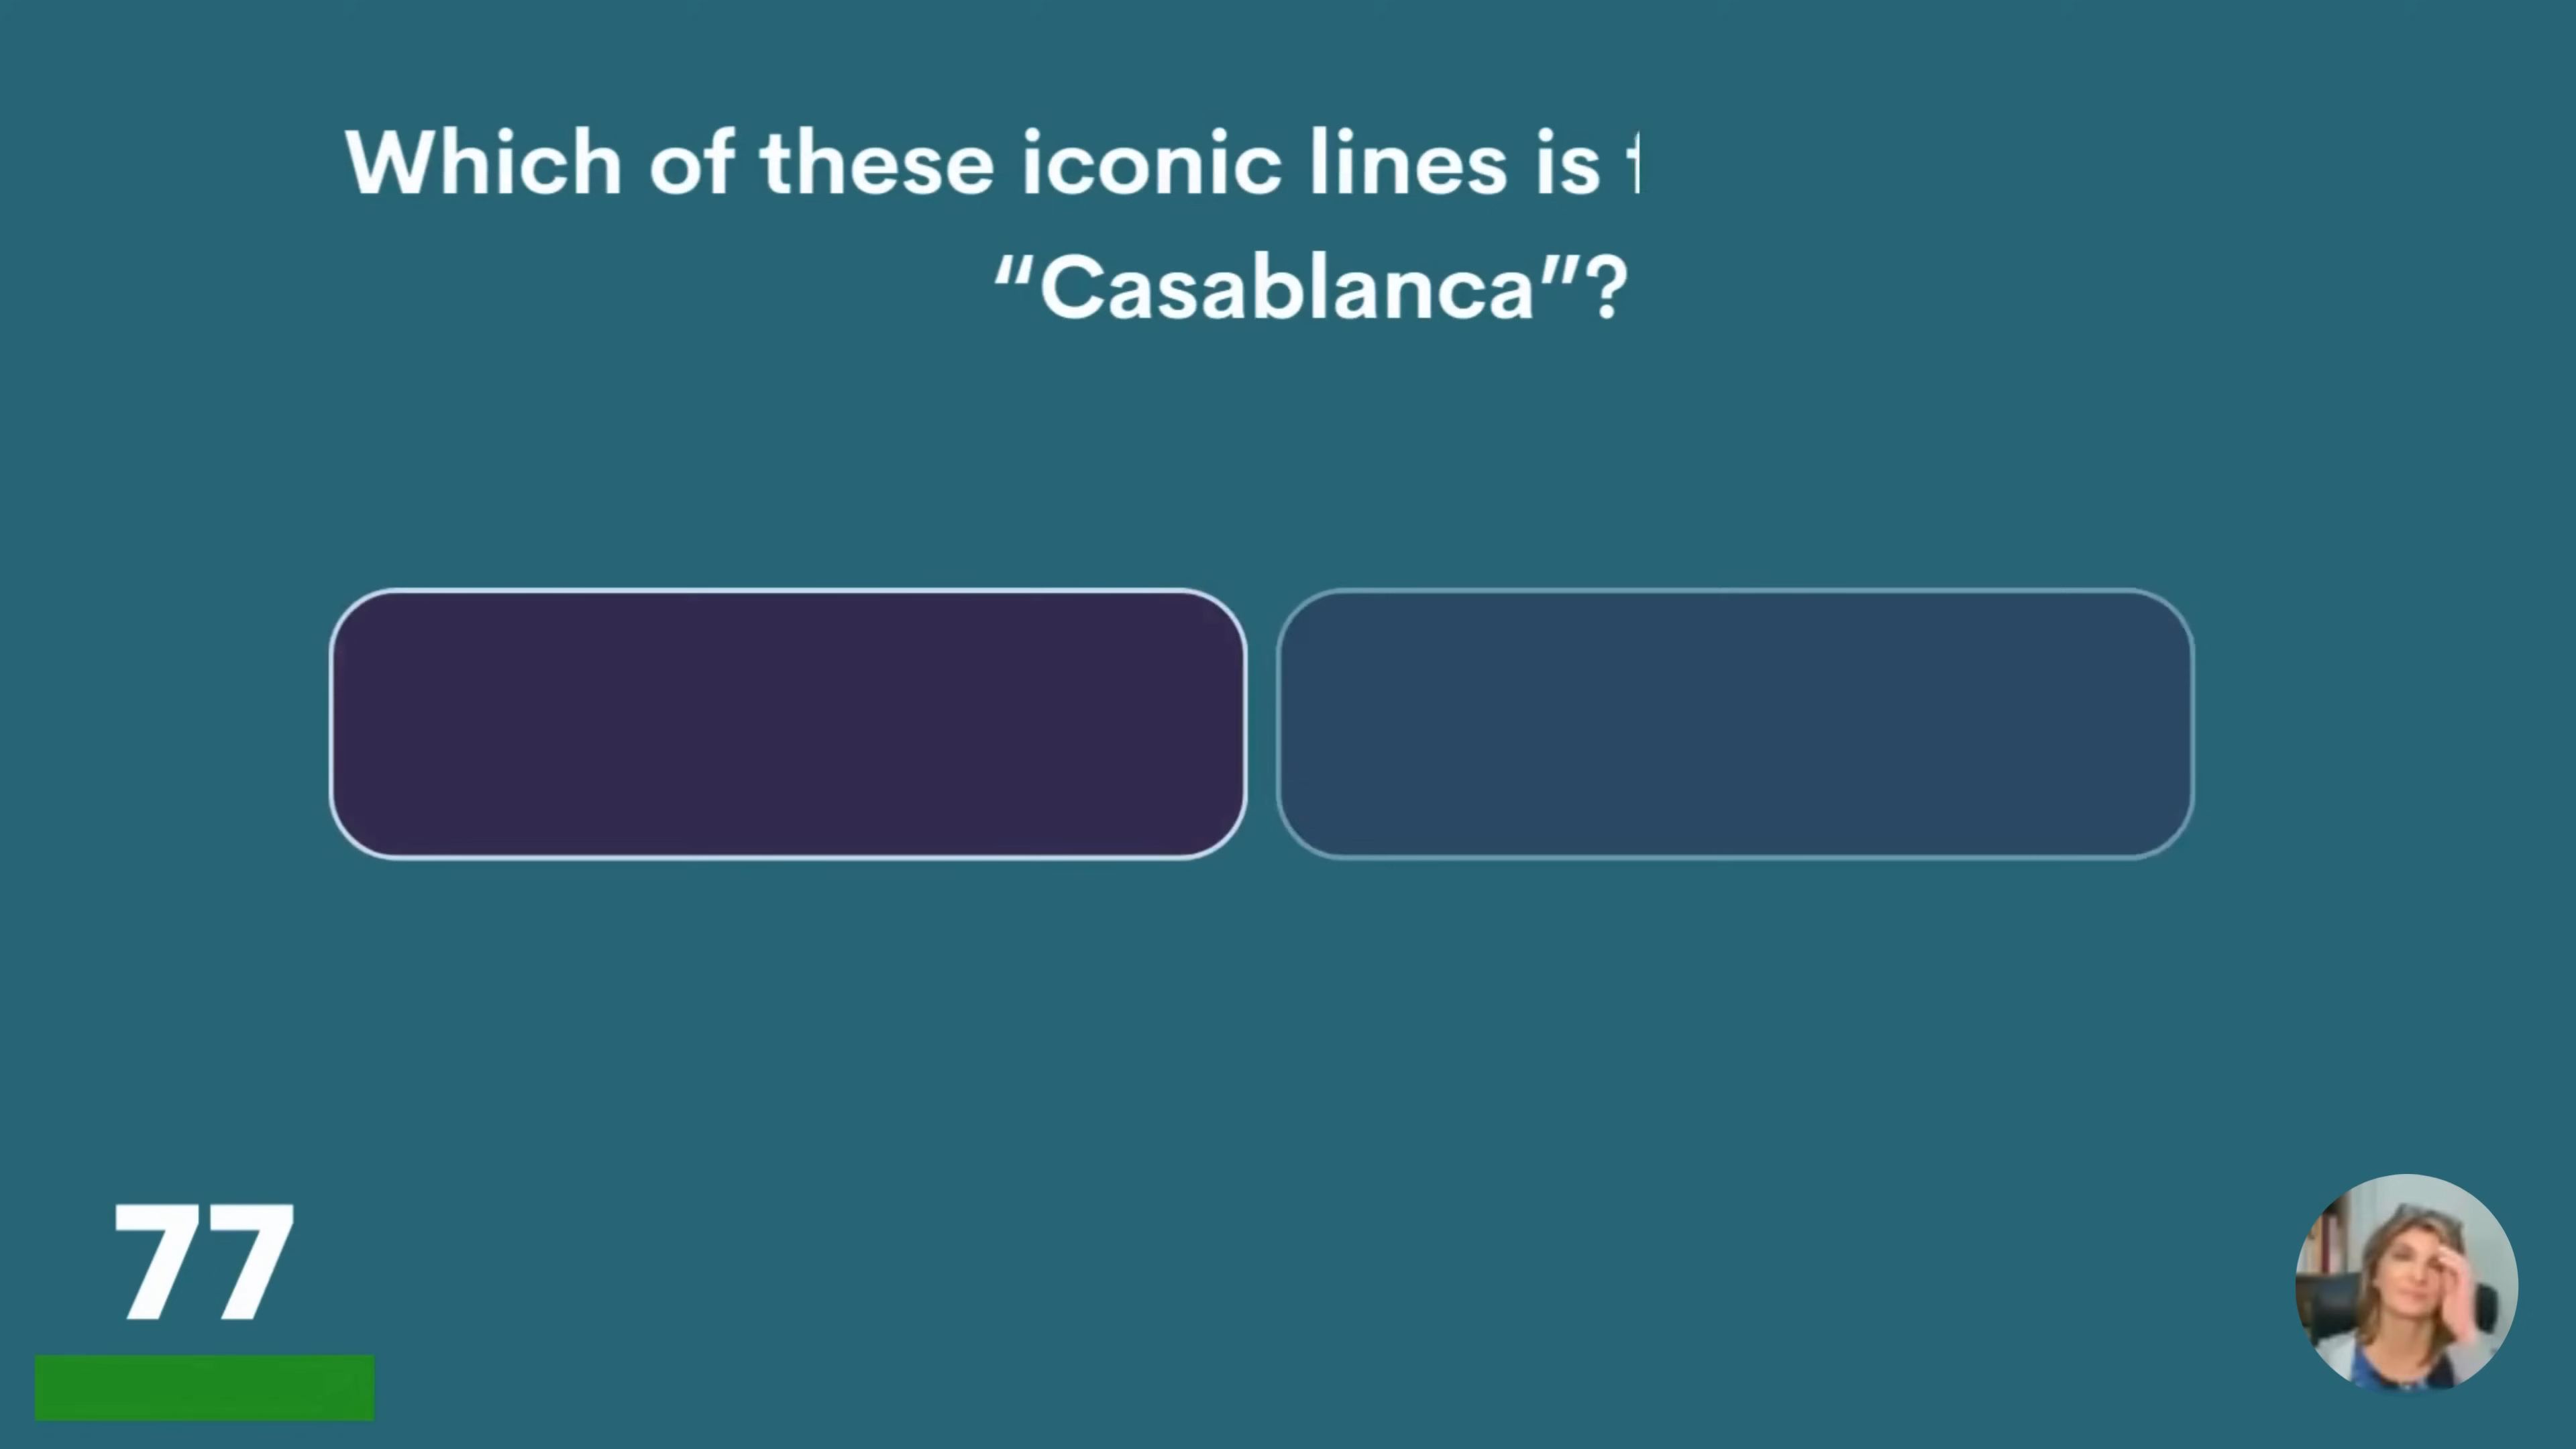 Which of these iconic lines is
“Casablanca”?
77